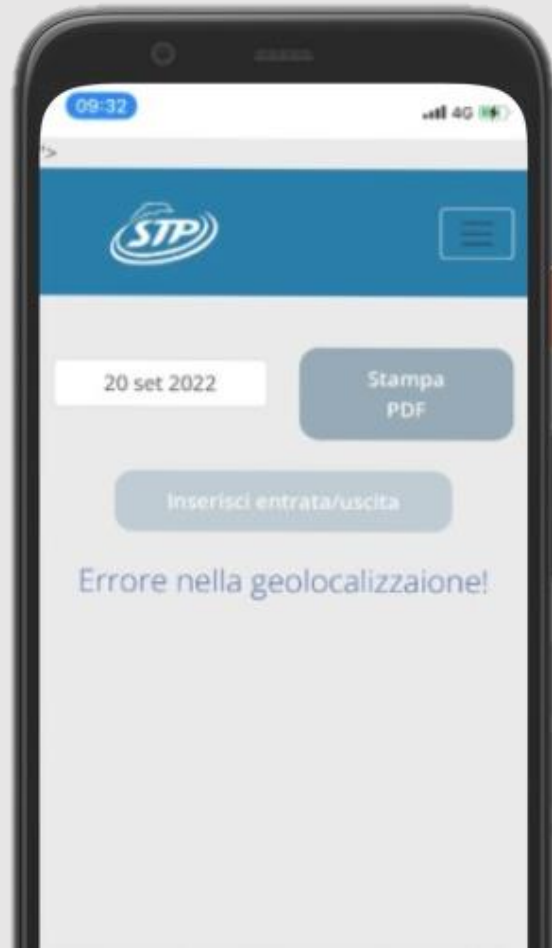 09:32
4G
">
STP
20 set 2022
Stampa
PDF
Inserisci entrata/uscita
Errore nella geolocalizzaione!